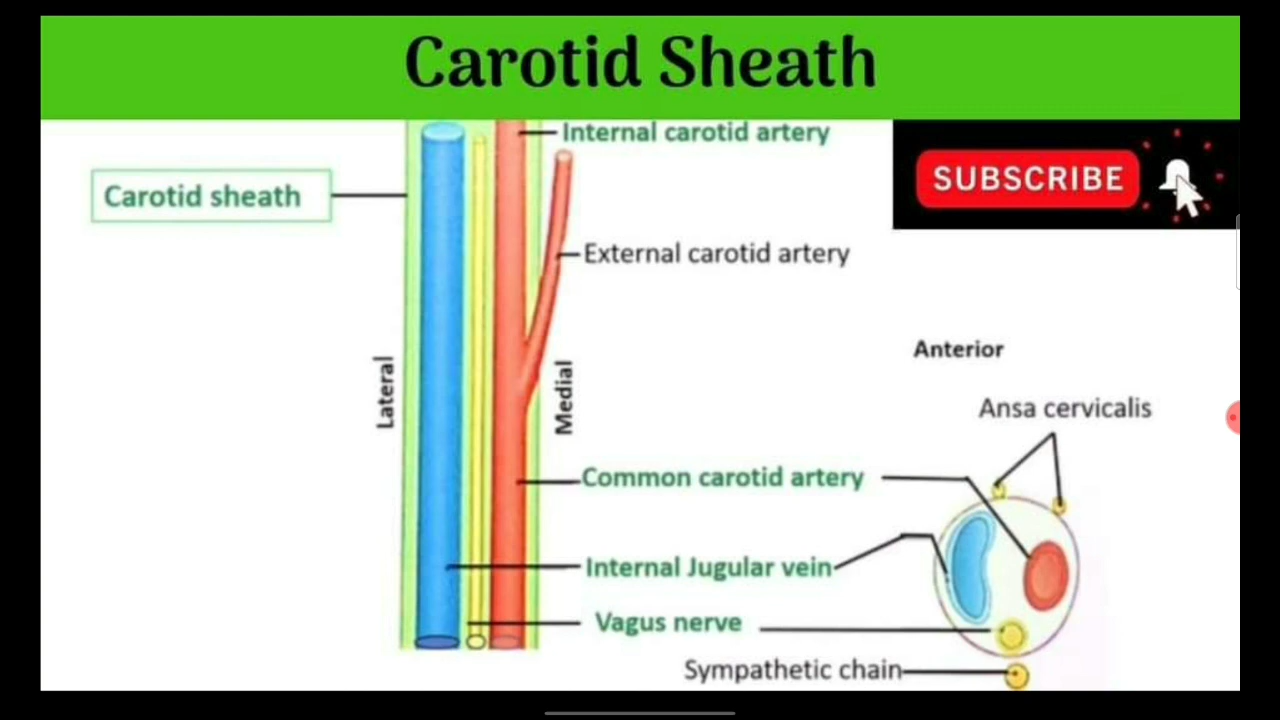 Carotid Sheath
Internal carotid artery
SUBSCRIBE
Carotid sheath
External carotid artery
Lateral
Medial
Anterior
Ansa cervicalis
Common carotid artery
Internal Jugular vein
Vagus nerve
Sympathetic chain